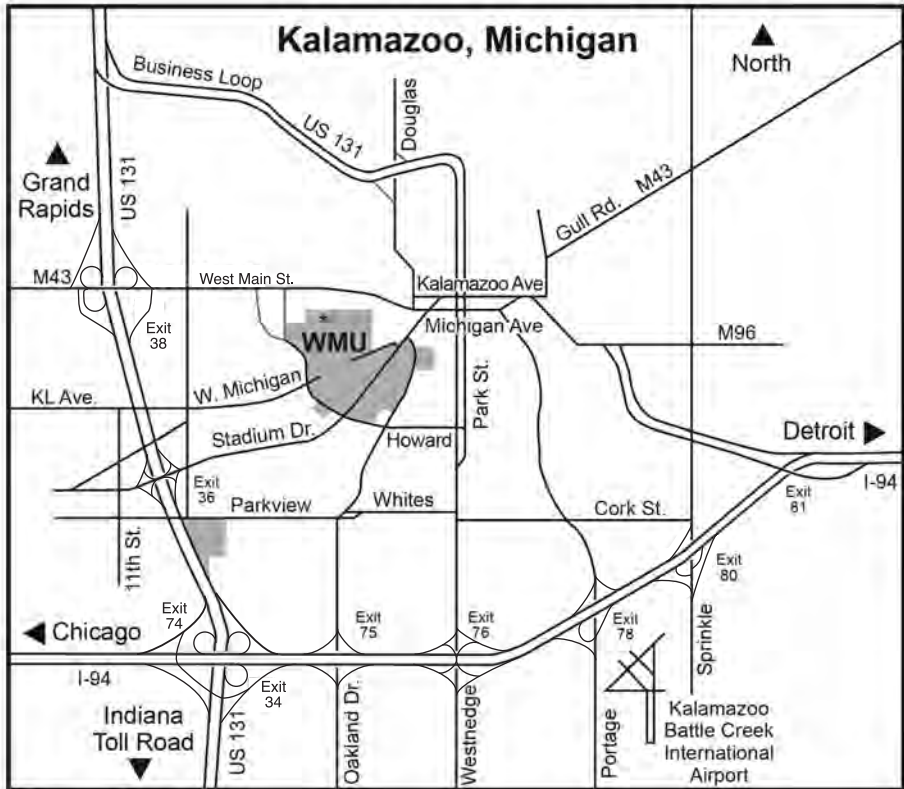 Kalamazoo, Michigan
Business Loop
US 131
Douglas
North
Grand
Rapids
US 131
Gull Rd. M43
M43
West Main St.
Kalamazoo Ave
Exit
38
*
WMU
Michigan Ave
M96
KL Ave.
W. Michigan
Park St.
Stadium Dr.
Howard
Detroit
I-94
Exit
36
Parkview
Whites
Cork St.
Exit
81
11th St.
Exit
80
Exit
74
Exit
75
Exit
76
Exit
78
Sprinkle
Chicago
I-94
Exit
34
Indiana
Toll Road
US 131
Oakland Dr.
Westnedge
Portage
Kalamazoo
Battle Creek
International
Airport